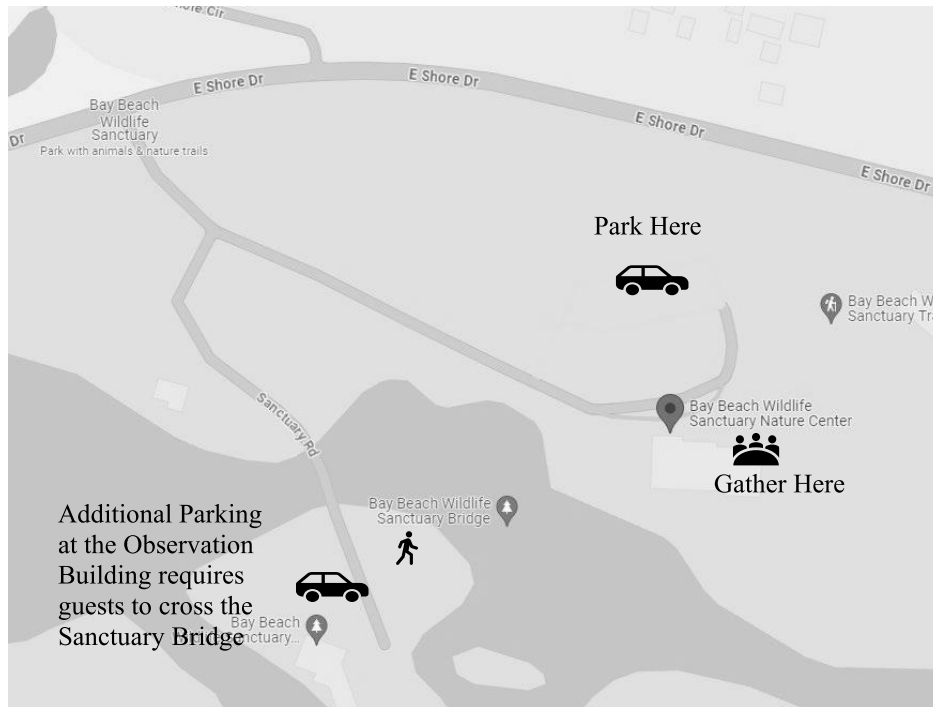 ore Cir
E Shore Dr
E Shore Dr
Bay Beach
Wildlife
Sanctuary
Park with animals & nature trails
Dr
E Shore Dr
E Shore Dr
Park Here
Bay Beach W
Sanctuary Tra
Bay Beach Wildlife
Sanctuary Nature Center
Gather Here
Sanctuary Rd
Bay Beach Wildlife
Sanctuary Bridge
Additional Parking
at the Observation
Building requires
guests to cross the
Sanctuary Bridge
Bay Beach
Sanctuary...